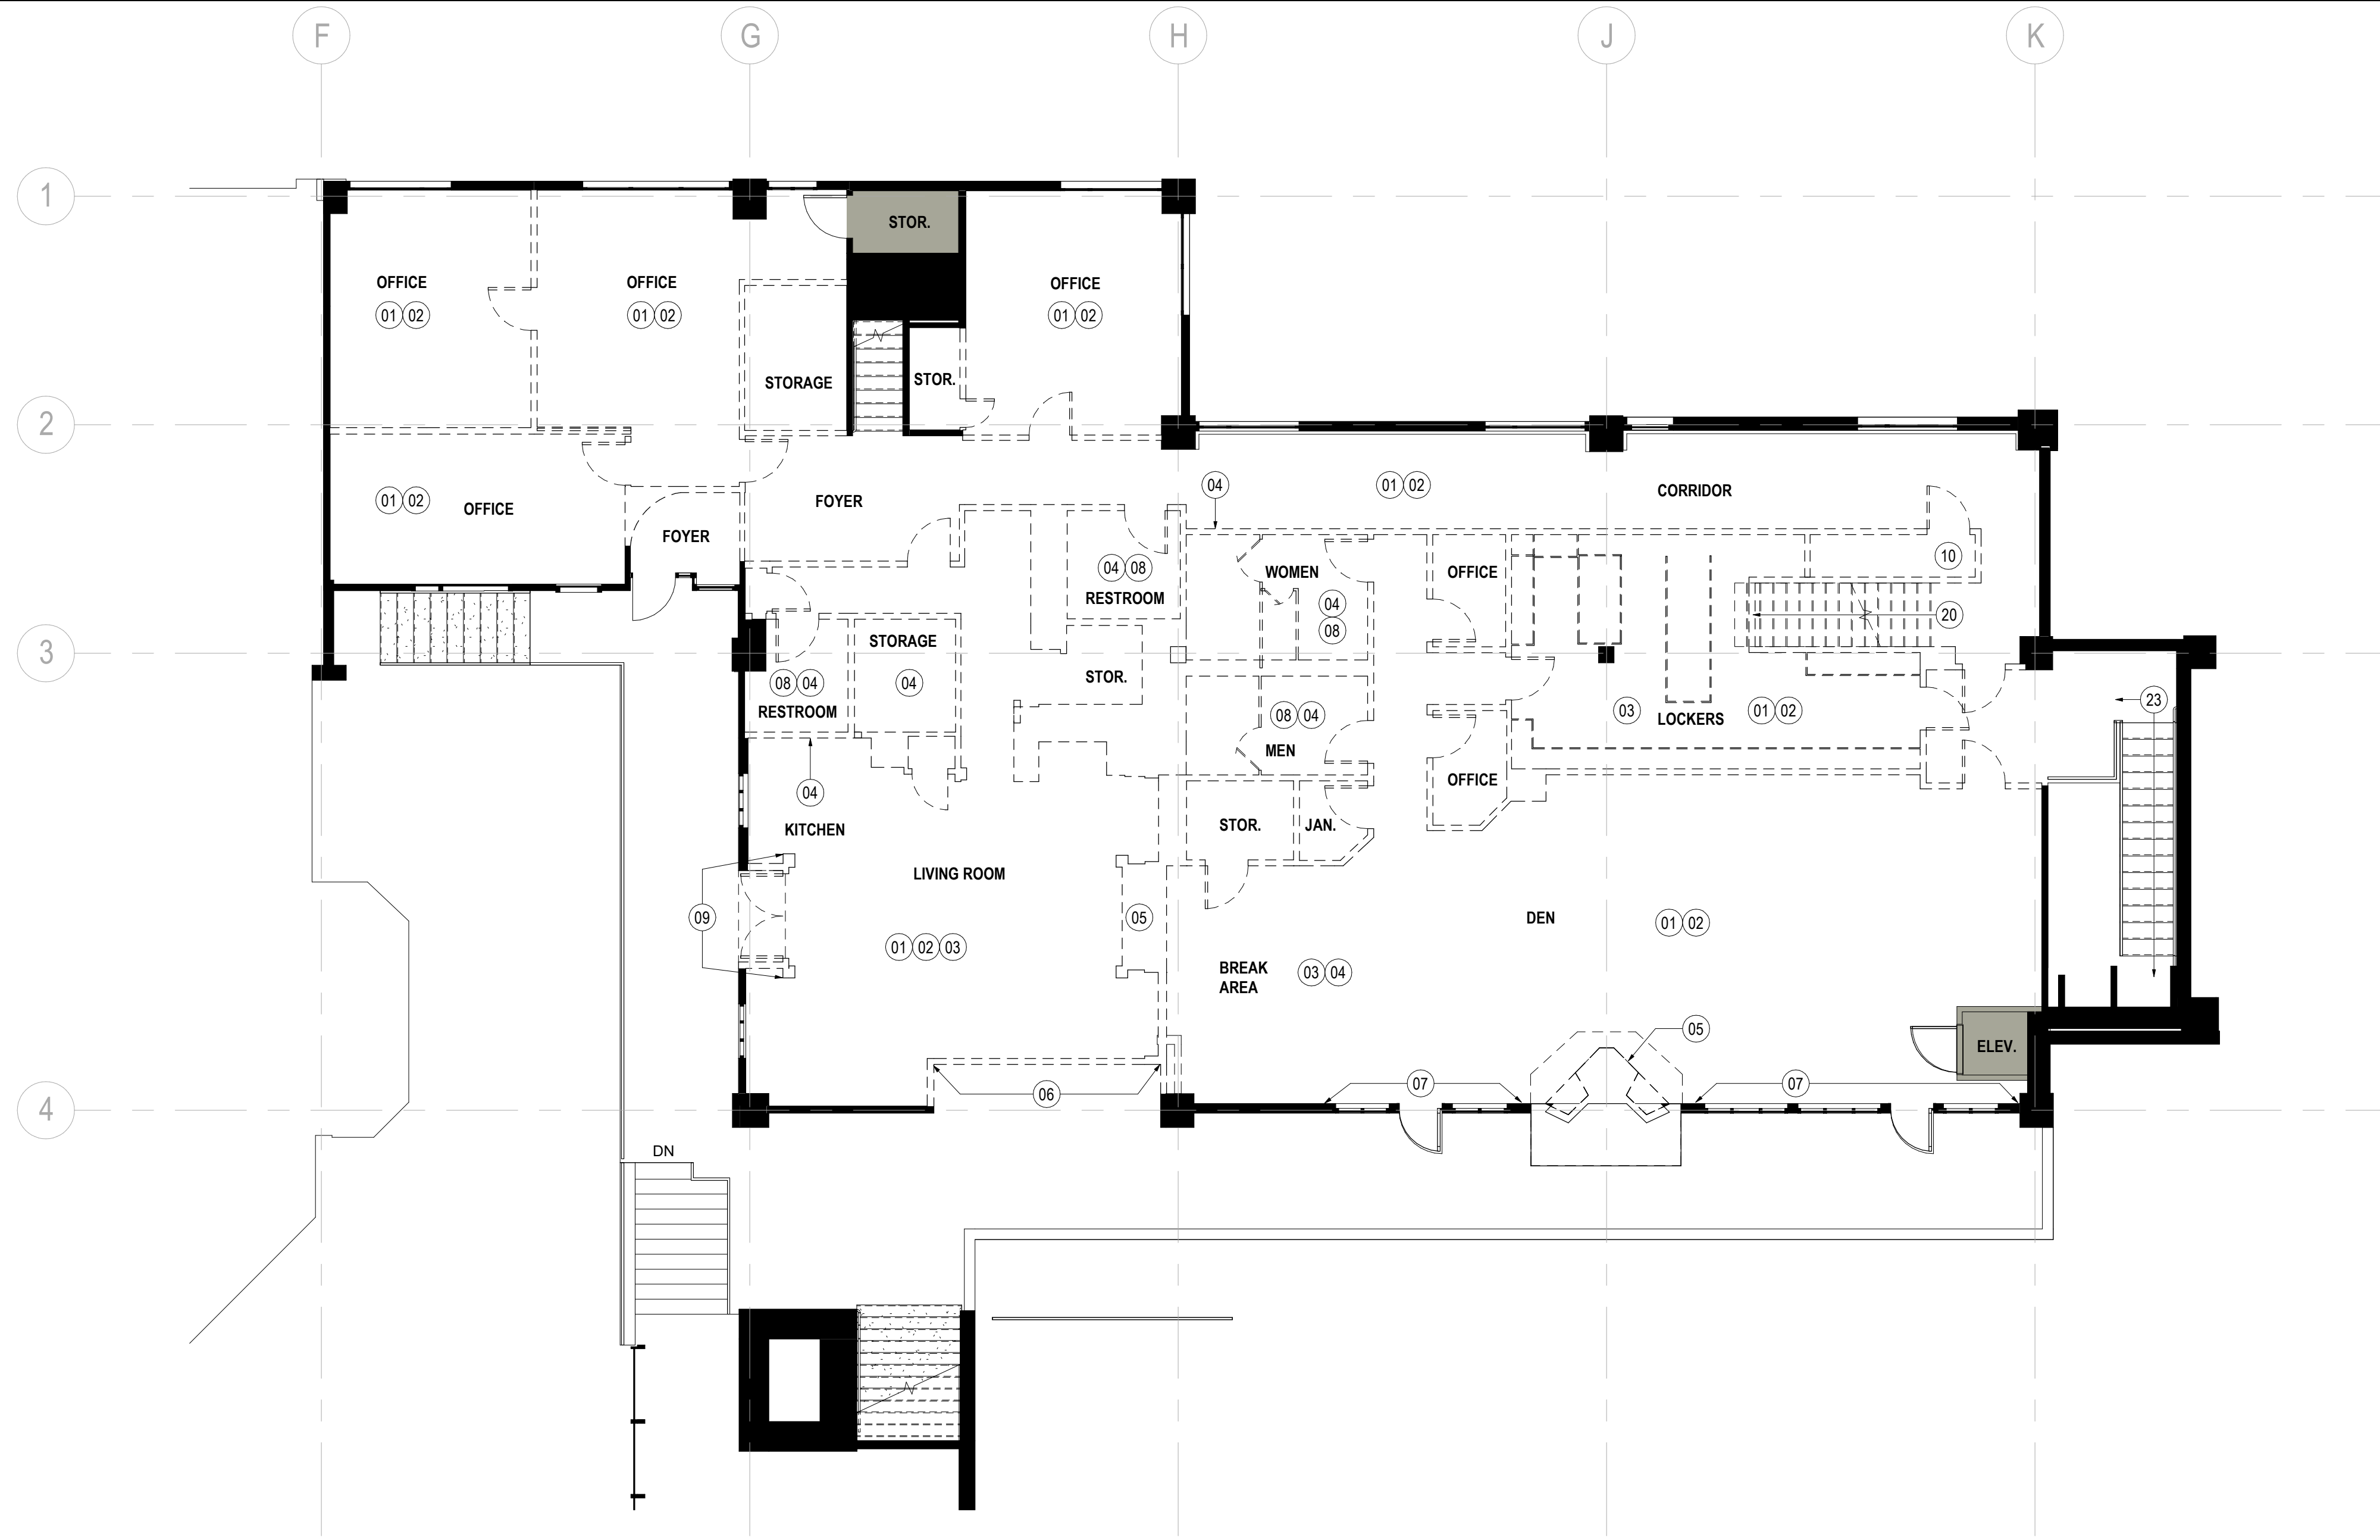 F G H J K
1
STOR.
OFFICE
01 02
OFFICE
01 02
OFFICE
01 02
STORAGE
STOR.
2
01 02
OFFICE
FOYER
FOYER
04
01 02
CORRIDOR
04 08
RESTROOM
WOMEN
04
08
OFFICE
10
20
3
STORAGE
04
08 04
RESTROOM
STOR.
08 04
MEN
03
LOCKERS
01 02
23
04
KITCHEN
OFFICE
STOR.
JAN.
LIVING ROOM
09
05
DEN
01 02
01 02 03
BREAK
AREA
03 04
05
ELEV.
06
07
07
4
DN